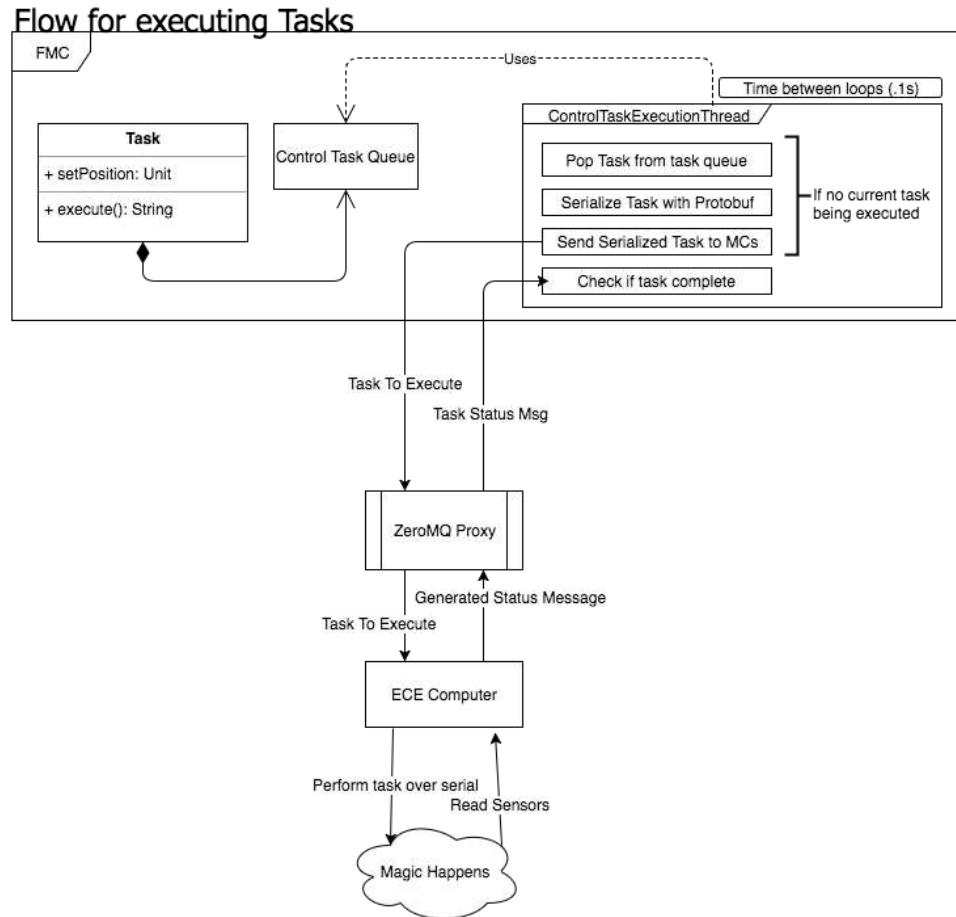 Flow for executing Tasks
FMC
Uses
Time between loops (.1s)
Task
+ setPosition: Unit
+ execute(): String
Control Task Queue
ControlTaskExecutionThread
Pop Task from task queue
Serialize Task with Protobuf
Send Serialized Task to MCs
Check if task complete
If no current task
being executed
Task To Execute
Task Status Msg
ZeroMQ Proxy
Generated Status Message
Task To Execute
ECE Computer
Perform task over serial
Read Sensors
Magic Happens